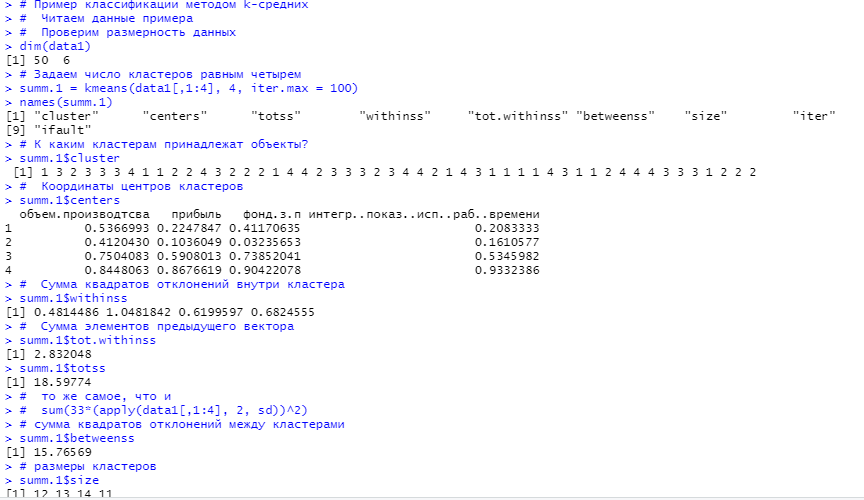 > # Пример классификации методом k-средних
> #  Читаем данные примера
> #  Проверим размерность данных
> dim(data1)
[1] 50  6
> # Задаем число кластеров равным четырем
> summ.1 = kmeans(data1[,1:4], 4, iter.max = 100)
> names(summ.1)
[1] "cluster"      "centers"      "totss"        "withinss"     "tot.withinss" "betweenss"    "size"         "iter"
[9] "ifault"
> # К каким кластерам принадлежат объекты?
> summ.1$cluster
 [1] 1 3 2 3 3 3 4 1 1 2 2 4 3 2 2 2 1 4 4 2 3 3 3 2 3 4 4 2 1 4 3 1 1 1 1 4 3 1 1 2 4 4 4 3 3 3 1 2 2 2
> #  Координаты центров кластеров
> summ.1$centers
  объем.производтсва   прибыль   фонд.з.п интегр..показ..исп..раб..времени
1          0.5366993 0.2247847 0.41170635                        0.2083333
2          0.4120430 0.1036049 0.03235653                        0.1610577
3          0.7504083 0.5908013 0.73852041                        0.5345982
4          0.8448063 0.8676619 0.90422078                        0.9332386
> #  Сумма квадратов отклонений внутри кластера
> summ.1$withinss
[1] 0.4814486 1.0481842 0.6199597 0.6824555
> #  Сумма элементов предыдущего вектора
> summ.1$tot.withinss
[1] 2.832048
> summ.1$totss
[1] 18.59774
> #  то же самое, что и
> #  sum(33*(apply(data1[,1:4], 2, sd))^2)
> # сумма квадратов отклонений между кластерами
> summ.1$betweenss
[1] 15.76569
> # размеры кластеров
> summ.1$size
[1] 12 13 14 11